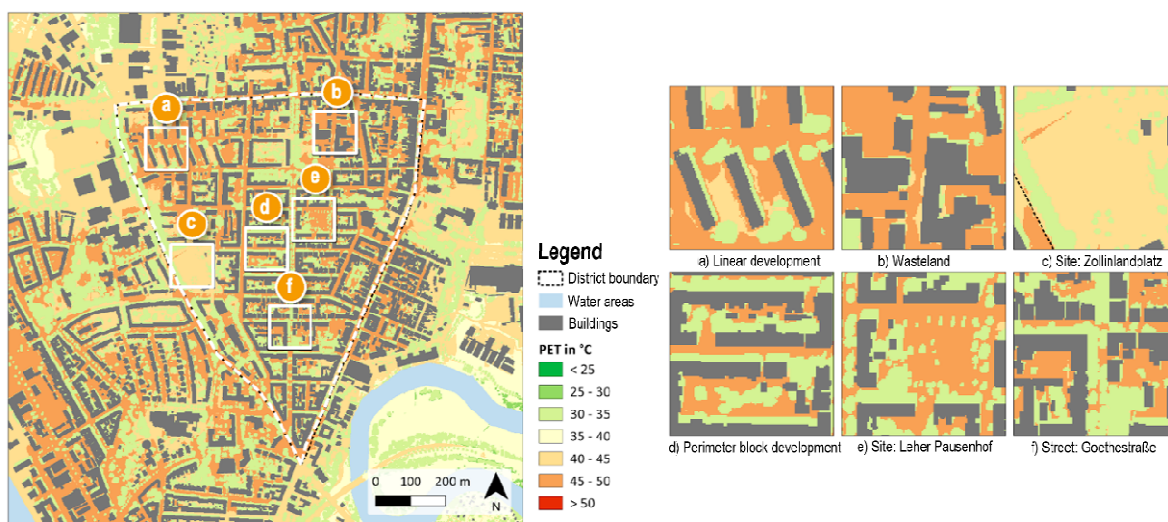 a
b
e
d
c
f
Legend
District boundary
Water areas
Buildings
PET in °C
< 25
25 - 30
30 - 35
35 - 40
40 - 45
45 - 50
> 50
0 100 200 m
N
a) Linear development
b) Wasteland
c) Site: Zollinlandplatz
d) Perimeter block development
e) Site: Leher Pausenhof
f) Street: Goethestraße